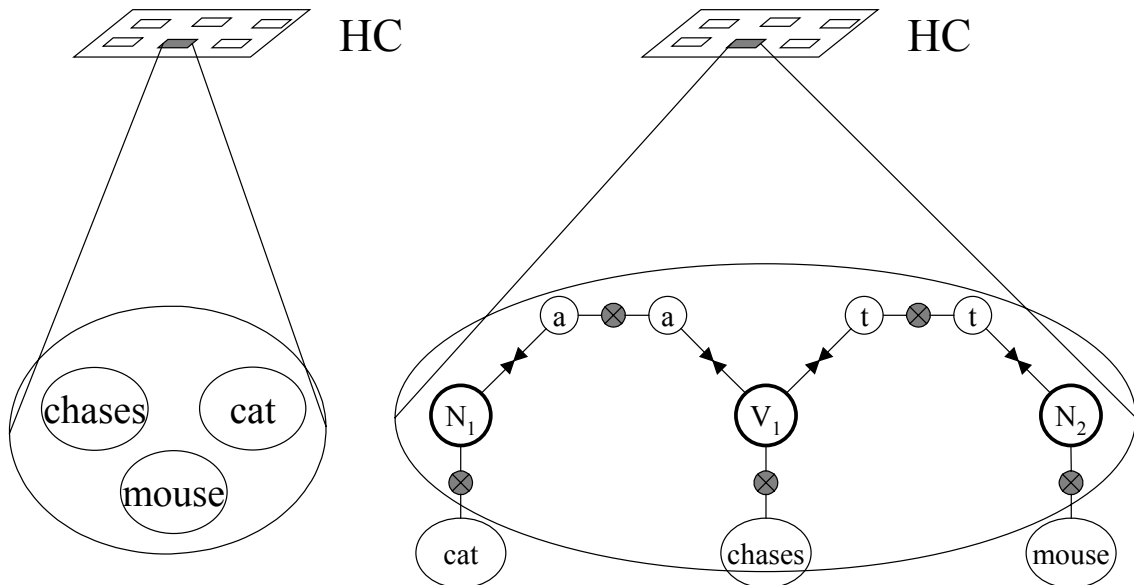 HC
HC
chases
cat
mouse
a
a
t
t
N1
V1
N2
cat
chases
mouse